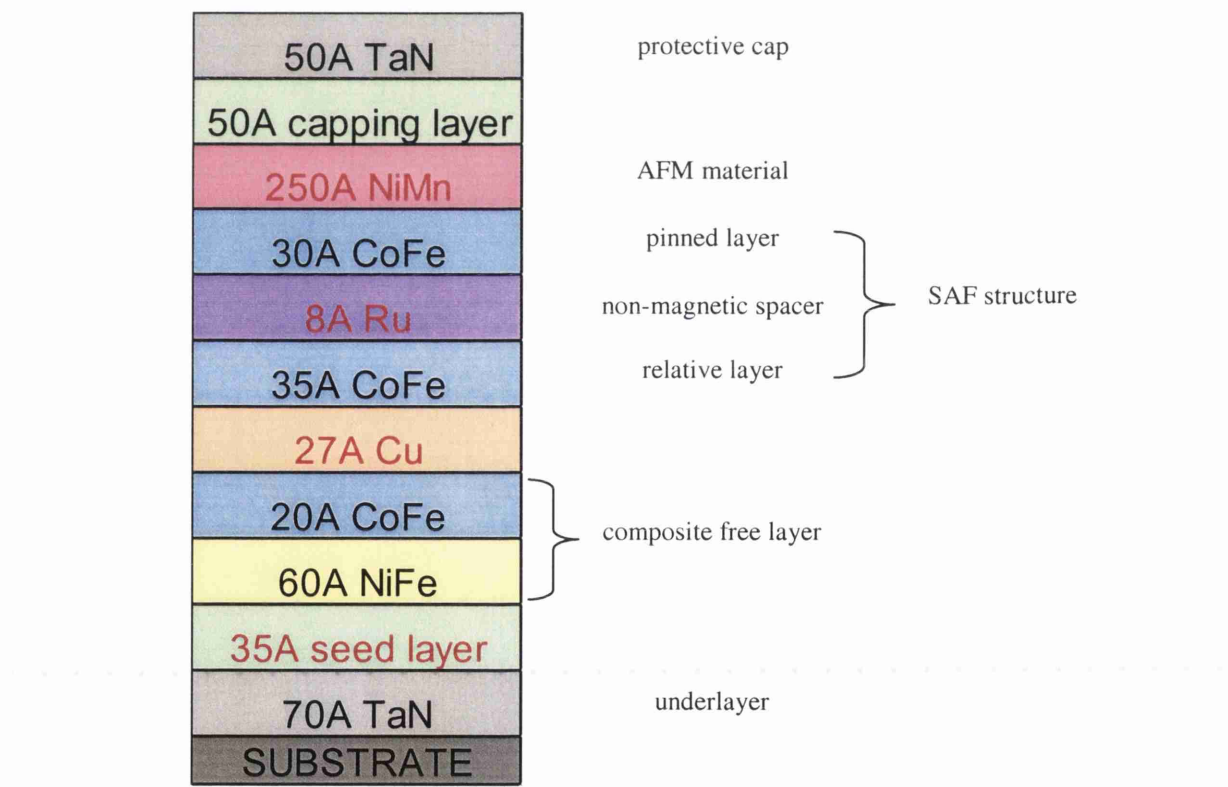 50A TaN
protective cap
50A capping layer
250A NiMn
AFM material
30A CoFe
pinned layer
8A Ru
non-magnetic spacer
SAF structure
35A CoFe
relative layer
27A Cu
20A CoFe
composite free layer
60A NiFe
35A seed layer
70A TaN
underlayer
SUBSTRATE